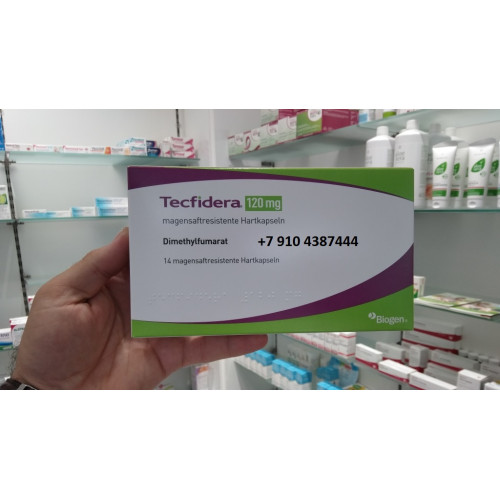 Tecfidera® 120 mg
magensaftresistente Hartkapseln
Dimethylfumarat +7 910 4387444
14 magensaftresistente Hartkapseln
Biogen